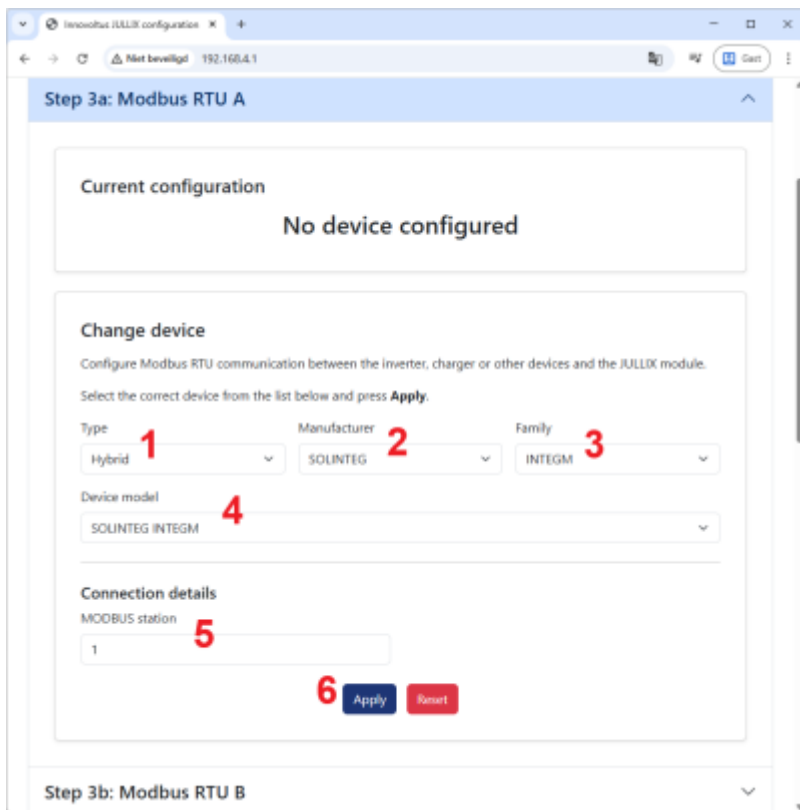 Innovoltus JULLIX configuration
Niet beveiligd 192.168.4.1
Gast
Step 3a: Modbus RTU A
Current configuration
No device configured
Change device
Configure Modbus RTU communication between the inverter, charger or other devices and the JULLIX module.
Select the correct device from the list below and press Apply.
Type 1 Manufacturer 2 Family 3
Hybrid SOLINTEG INTEGM
Device model 4
SOLINTEG INTEGM
Connection details
MODBUS station 5
1
6 Apply Reset
Step 3b: Modbus RTU B